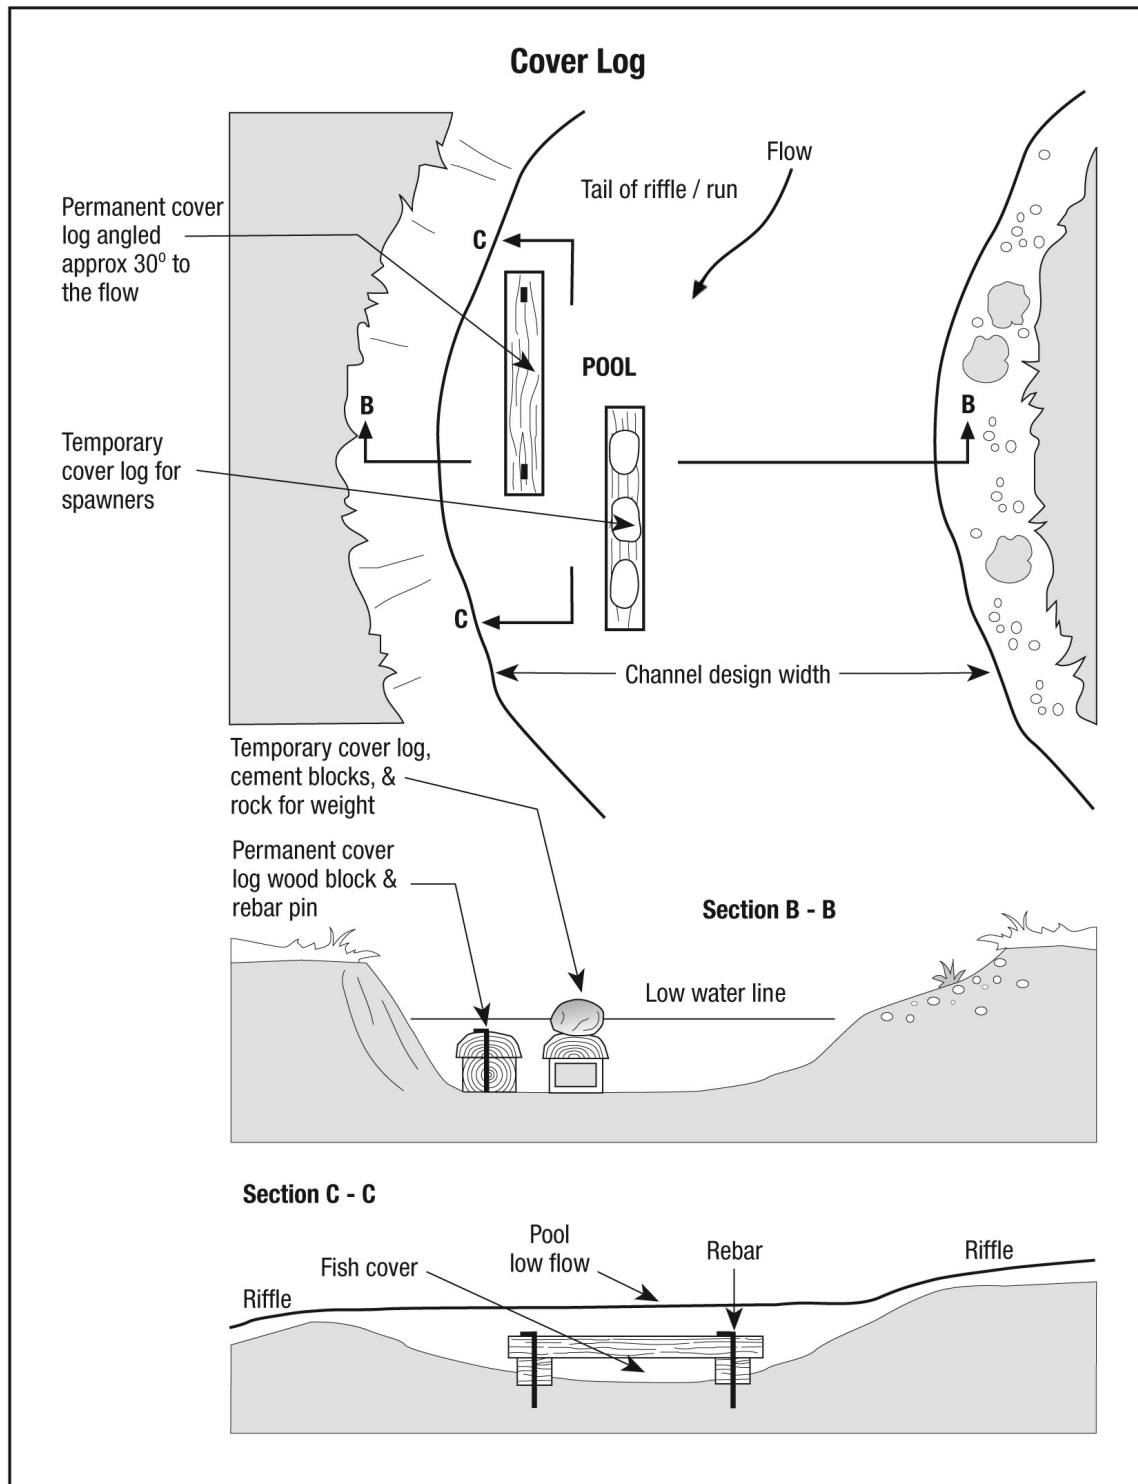 Cover Log
Flow
Tail of riffle / run
Permanent cover
log angled
approx 30⁰ to
the flow
C
POOL
B
B
Temporary
cover log for
spawners
C
Channel design width
Temporary cover log,
cement blocks, &
rock for weight
Permanent cover
log wood block &
rebar pin
Section B - B
Low water line
Section C - C
Pool
low flow
Rebar
Riffle
Fish cover
Riffle